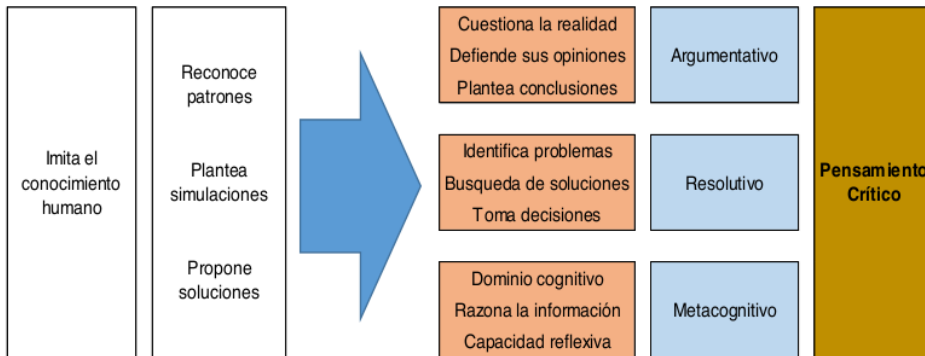 Imita el
conocimiento
humano
Reconoce
patrones
Plantea
simulaciones
Propone
soluciones
Cuestiona la realidad
Defiende sus opiniones
Plantea conclusiones
Argumentativo
Identifica problemas
Busqueda de soluciones
Toma decisiones
Resolutivo
Dominio cognitivo
Razona la información
Capacidad reflexiva
Metacognitivo
Pensamiento
Crítico